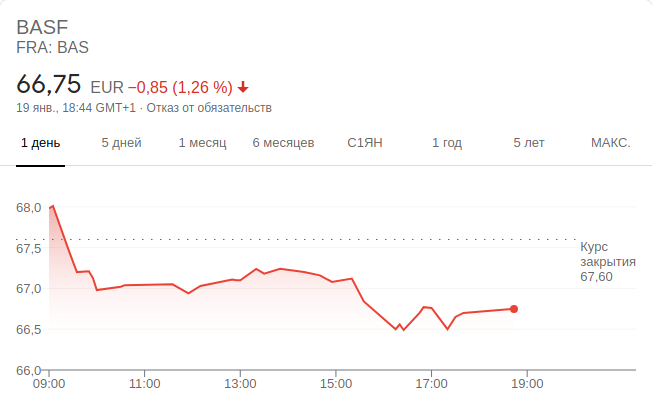 BASF
FRA: BAS
66,75 EUR −0,85 (1,26 %)
19 янв., 18:44 GMT+1 · Отказ от обязательств
1 день 5 дней 1 месяц 6 месяцев С1ЯН 1 год 5 лет МАКС.
68,0
67,5
67,0
66,5
66,0
Курс
закрытия
67,60
09:00 11:00 13:00 15:00 17:00 19:00